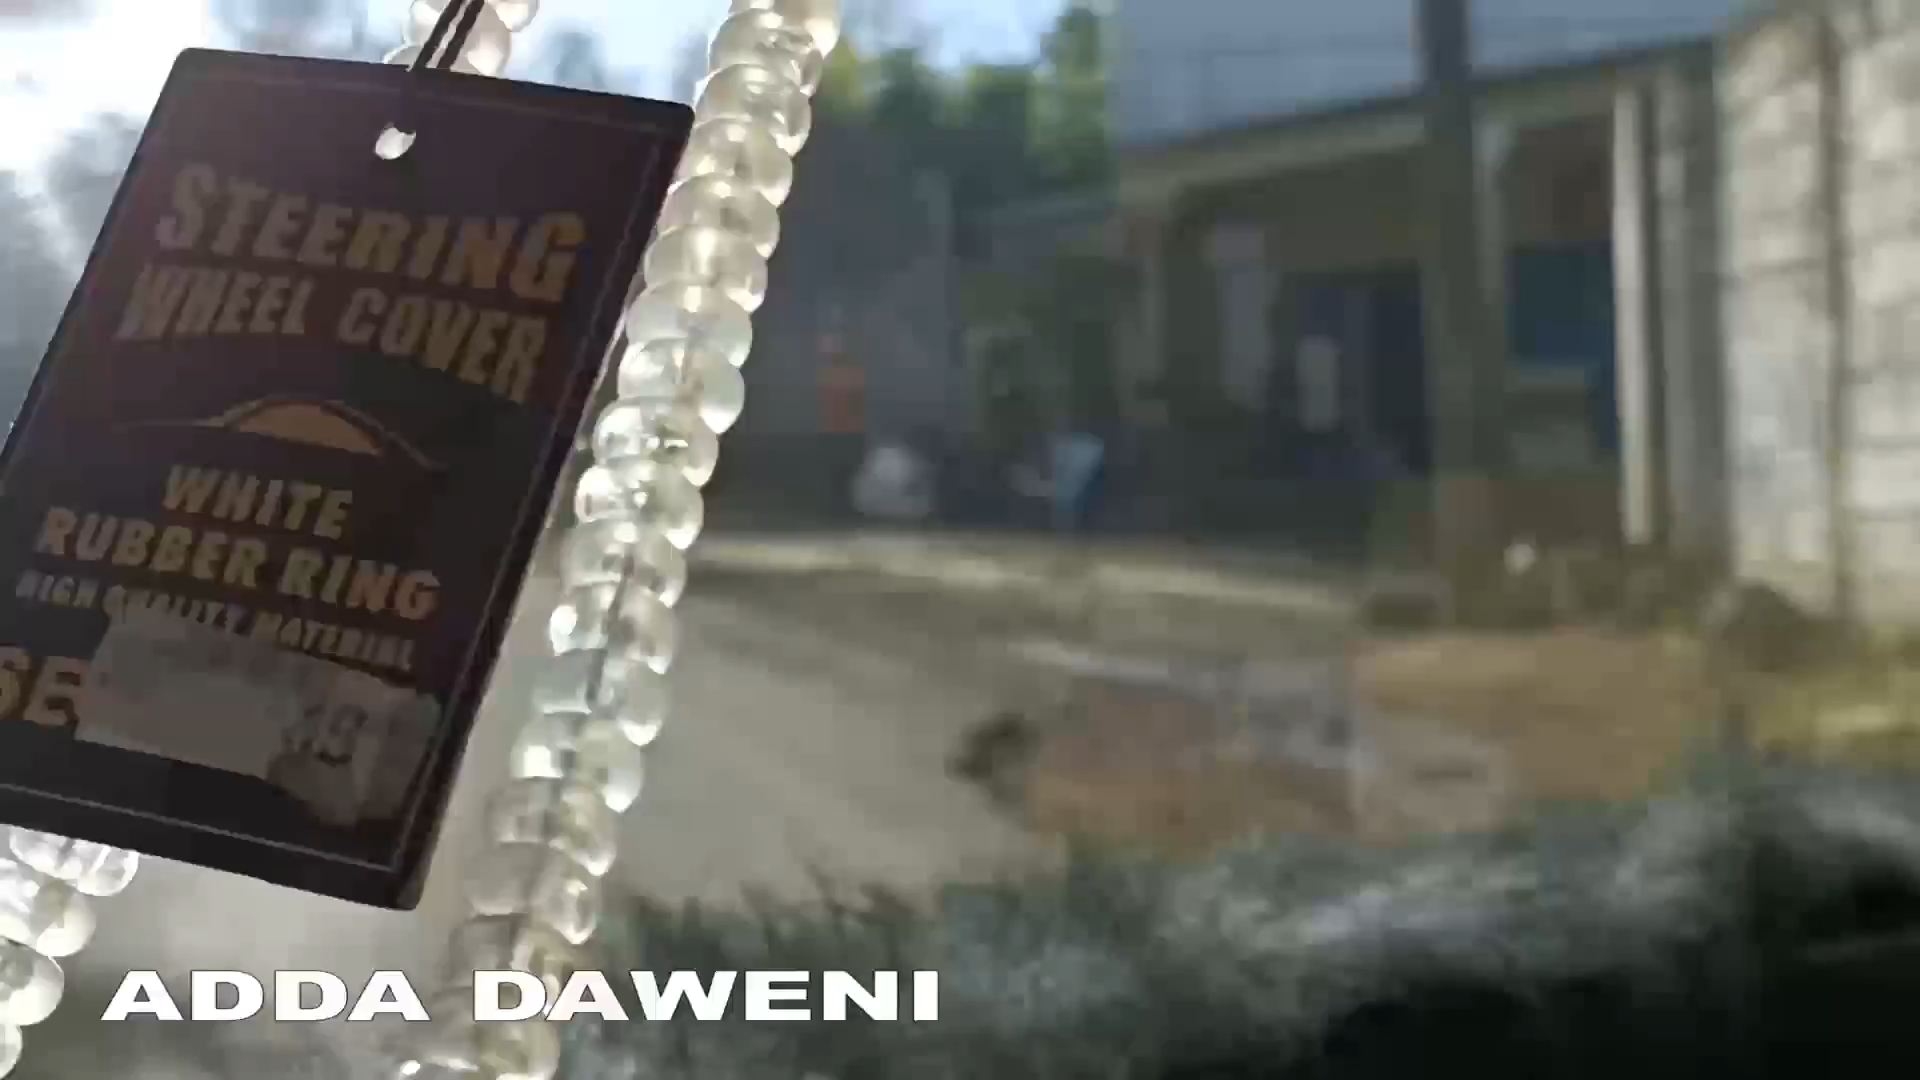 STEERING
WHEEL COVER
WHITE
RUBBER RING
HIGH QUALITY MATERIAL
ADDA DAWENI